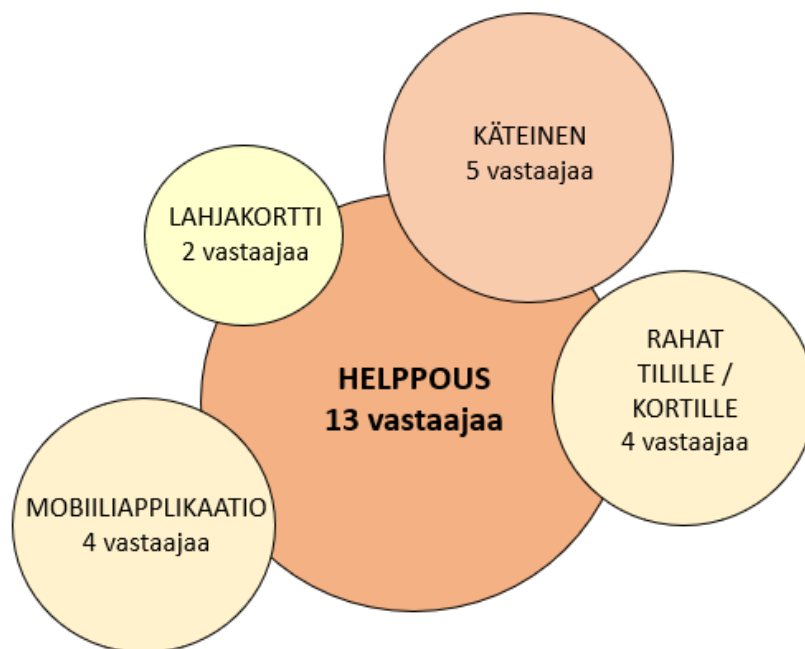 KÄTEINEN
5 vastaajaa
LAHJAKORTTI
2 vastaajaa
HELPPOUS
13 vastaajaa
RAHAT
TILILLE /
KORTILLE
4 vastaajaa
MOBIILIAPPLIKAATIO
4 vastaajaa